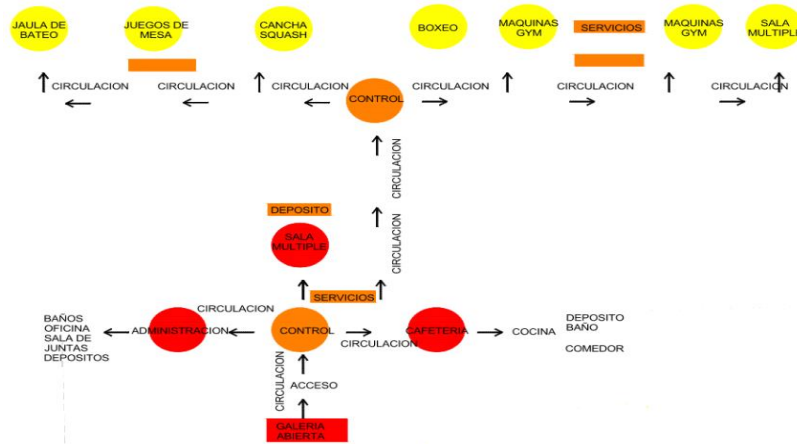 JAULA DE
BATEO
JUEGOS DE
MESA
CANCHA
SQUASH
BOXEO
MAQUINAS
GYM
SERVICIOS
MAQUINAS
GYM
SALA
MULTIPLE
CIRCULACION
CIRCULACION
CIRCULACION
CONTROL
CIRCULACION
CIRCULACION
CIRCULACION
CIRCULACION
CIRCULACION
DEPOSITO
SALA
MULTIPLE
SERVICIOS
CIRCULACION
BAÑOS
OFICINA
SALA DE
JUNTAS
DEPOSITOS
ADMINISTRACION
CONTROL
CIRCULACION
CAFETERIA
COCINA
DEPOSITO
BAÑO
COMEDOR
CIRCULACION
ACCESO
GALERIA
ABIERTA